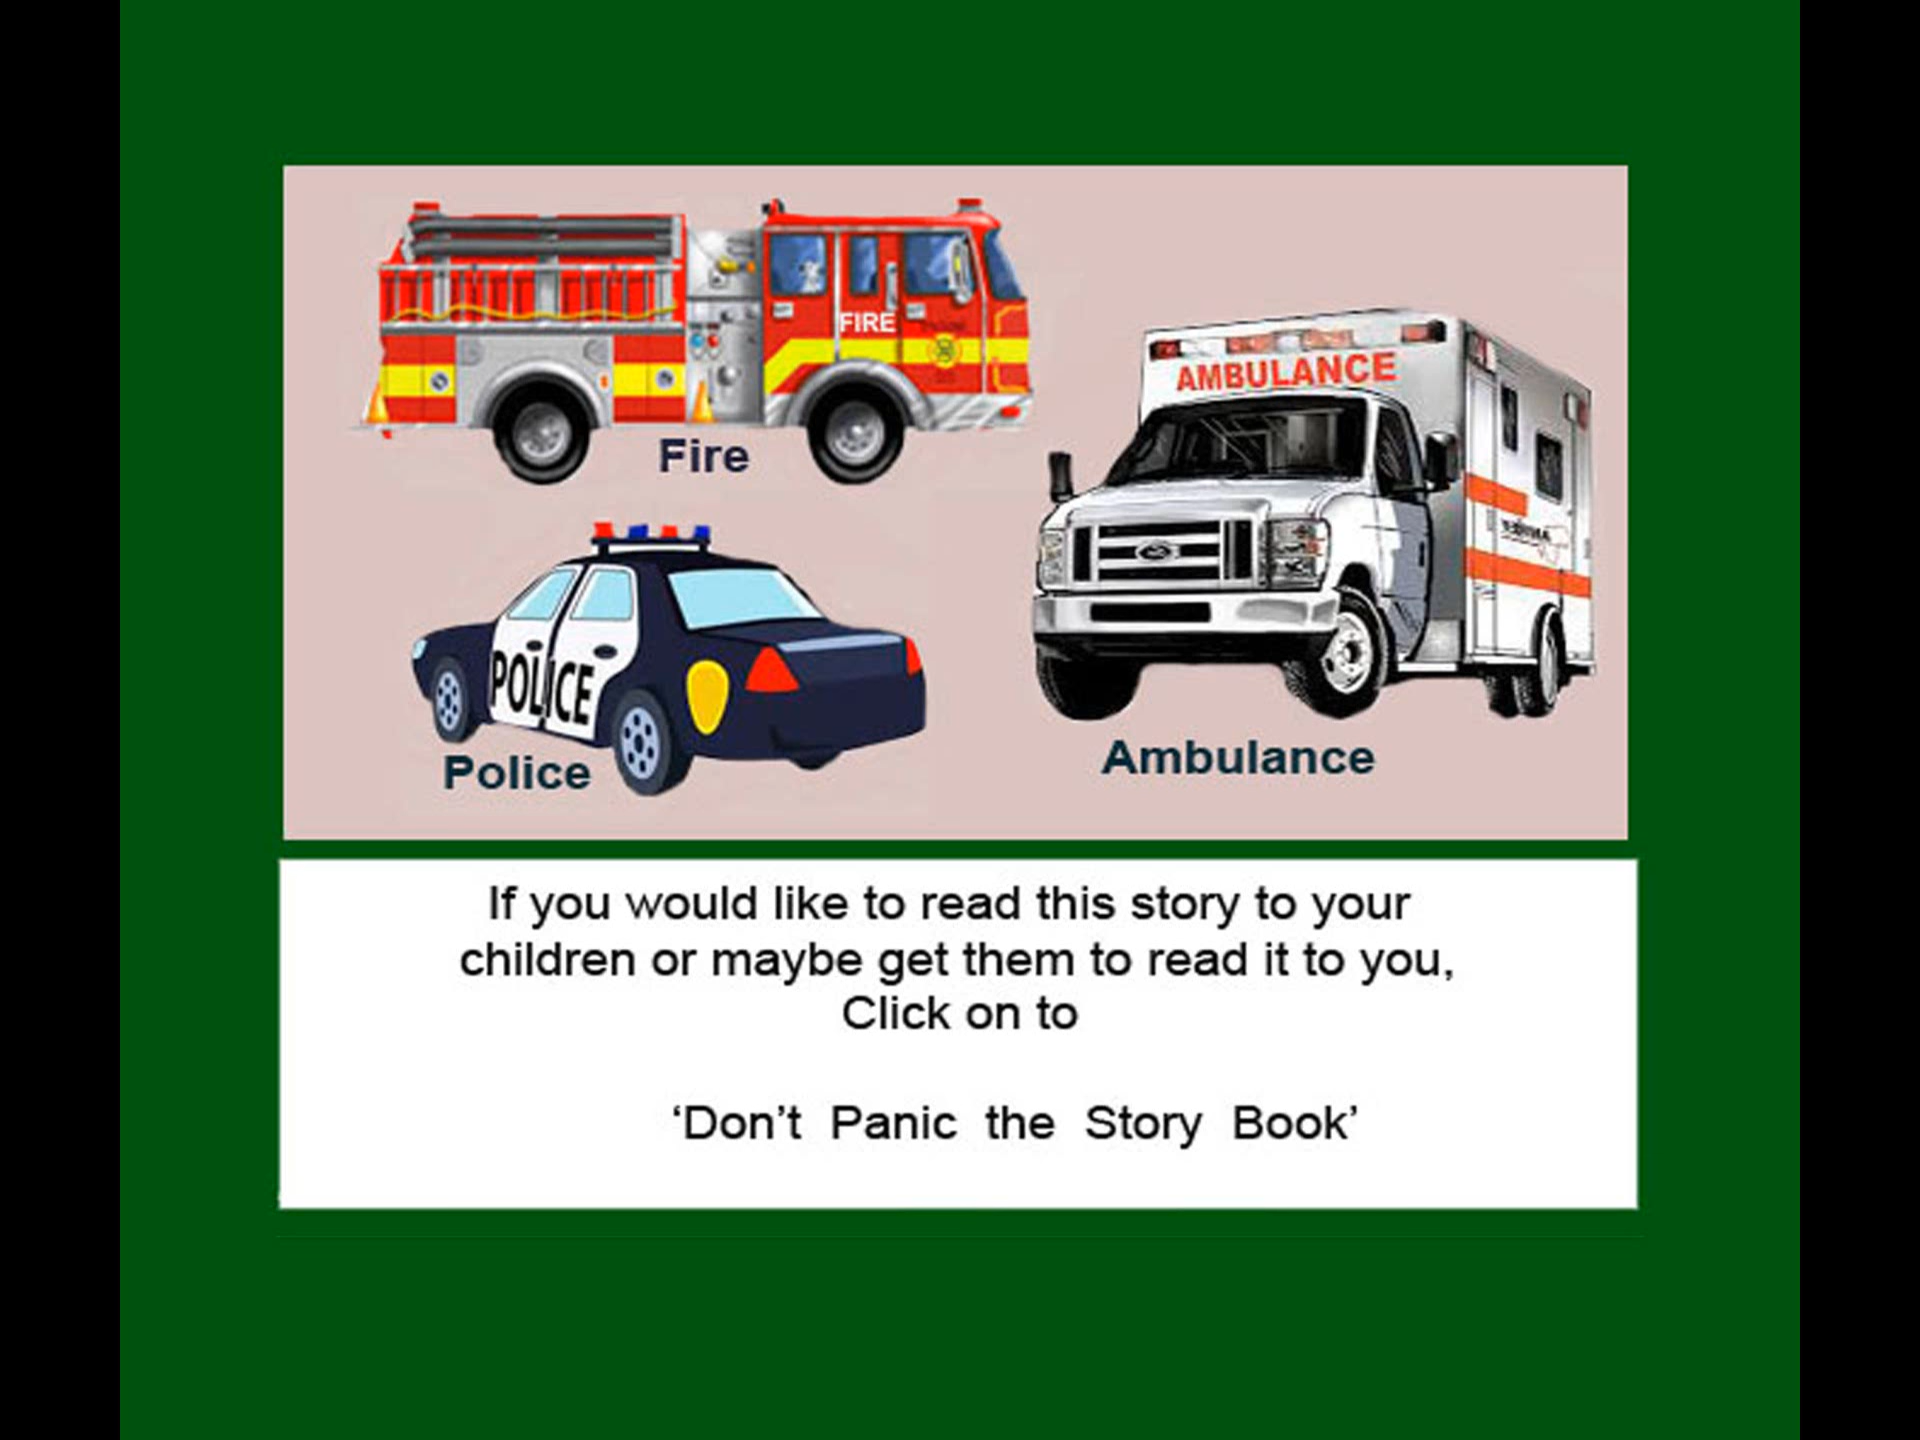 FIRE
Fire
AMBULANCE
POLICE
Police
Ambulance
If you would like to read this story to your
children or maybe get them to read it to you,
Click on to
‘Don’t Panic the Story Book’